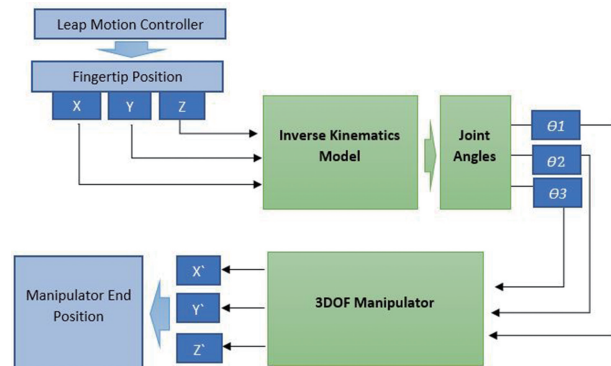 Leap Motion Controller
Fingertip Position
X Y Z
Inverse Kinematics
Model
Joint
Angles
θ1
θ2
θ3
Manipulator End
Position
X`
Y`
Z`
3DOF Manipulator